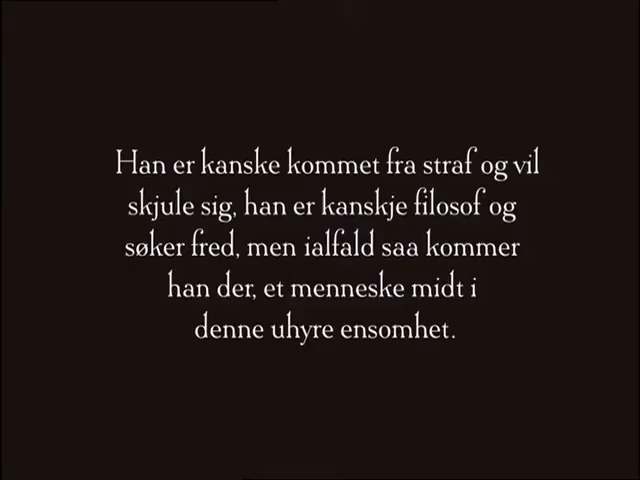 Han er kanske kommet fra straf og vil
skjule sig, han er kanskje filosof og
søker fred, men ialfald saa kommer
han der, et menneske midt i
denne uhyre ensomhet.